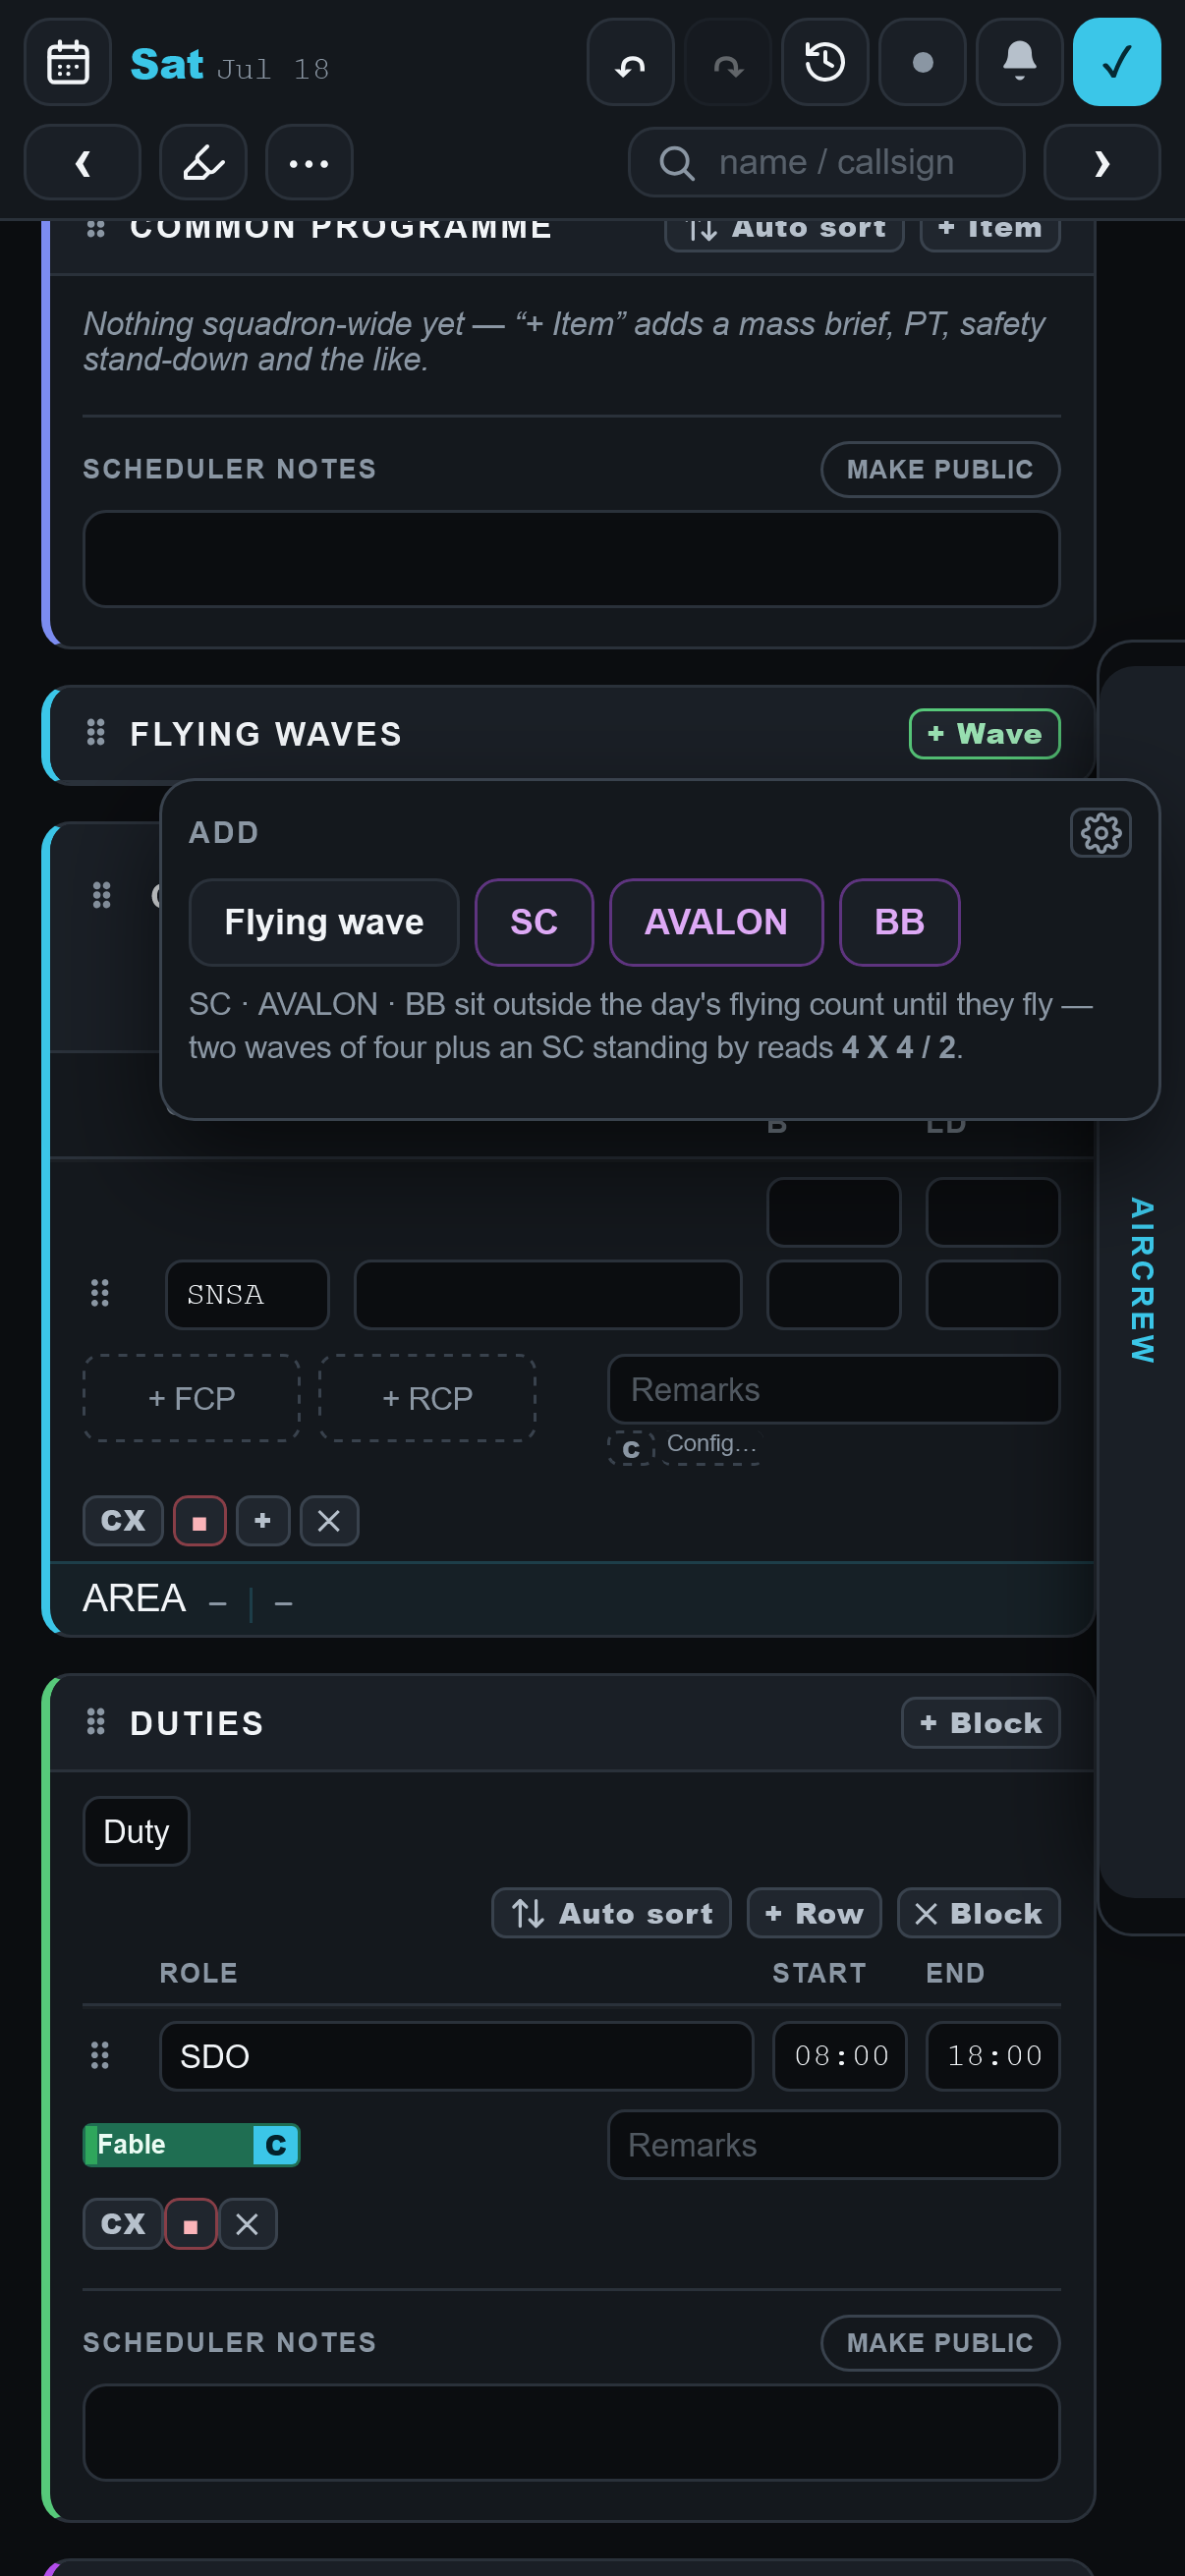 Sat Jul 18
name / callsign
COMMON PROGRAMME Auto sort + Item
Nothing squadron-wide yet — “+ Item” adds a mass brief, PT, safety
stand-down and the like.
SCHEDULER NOTES MAKE PUBLIC
FLYING WAVES + Wave
ADD
Flying wave SC AVALON BB
SC · AVALON · BB sit outside the day's flying count until they fly —
two waves of four plus an SC standing by reads 4 X 4 / 2.
AIRCREW
SNSA
+ FCP + RCP Remarks
C Config...
CX + ×
AREA – | –
DUTIES + Block
Duty
Auto sort + Row × Block
ROLE START END
SDO 08:00 18:00
Fable C Remarks
CX ×
SCHEDULER NOTES MAKE PUBLIC